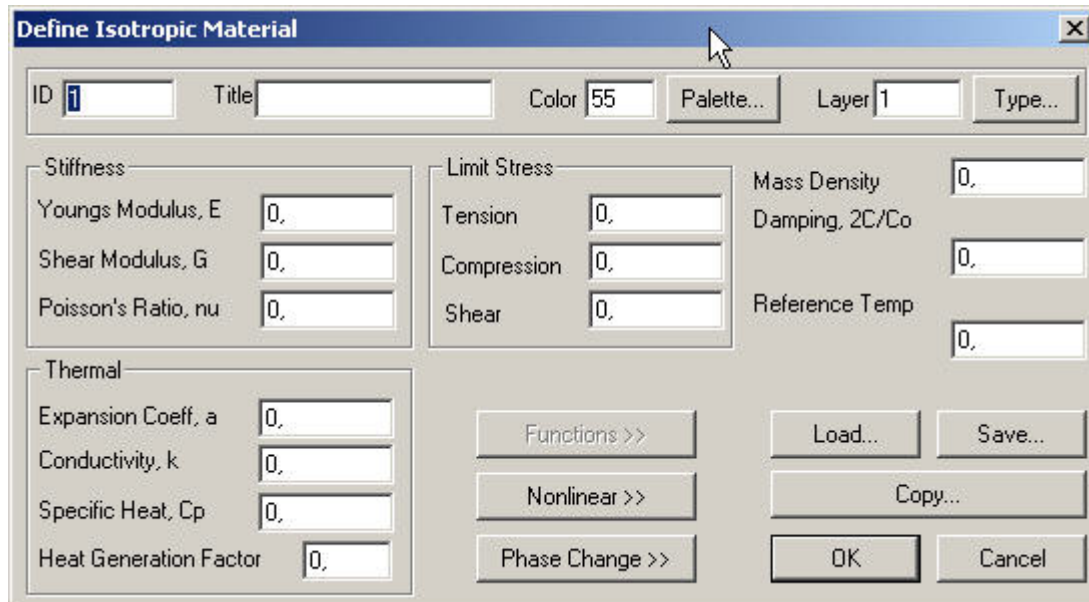 Define Isotropic Material
ID 1 Title Color 55 Palette... Layer 1 Type...
Stiffness
Youngs Modulus, E 0,
Shear Modulus, G 0,
Poisson's Ratio, nu 0,
Limit Stress
Tension 0,
Compression 0,
Shear 0,
Mass Density 0,
Damping, 2C/Co
0,
Reference Temp
0,
Thermal
Expansion Coeff, a 0,
Conductivity, k 0,
Specific Heat, Cp 0,
Heat Generation Factor 0,
Functions >>
Nonlinear >>
Phase Change >>
Load... Save...
Copy...
OK Cancel